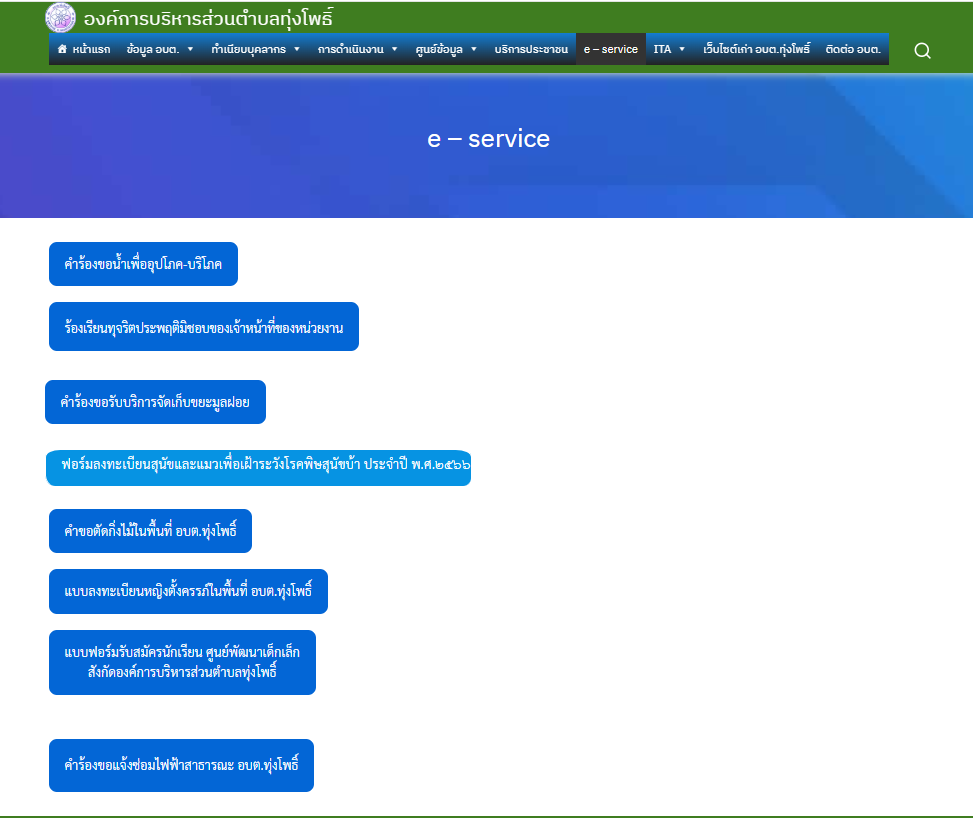 องค์การบริหารส่วนตำบลทุ่งโพธิ์
หน้าแรก ข้อมูล อบต. ทำเนียบบุคลากร การดำเนินงาน ศูนย์ข้อมูล บริการประชาชน e – service ITA เว็บไซต์เก่า อบต.ทุ่งโพธิ์ ติดต่อ อบต.
e – service
คำร้องขอน้ำเพื่ออุปโภค-บริโภค
ร้องเรียนทุจริตประพฤติมิชอบของเจ้าหน้าที่ของหน่วยงาน
คำร้องขอรับบริการจัดเก็บขยะมูลฝอย
ฟอร์มลงทะเบียนสุนัขและแมวเพื่อเฝ้าระวังโรคพิษสุนัขบ้า ประจำปี พ.ศ.๒๕๖๖
คำขอตัดกิ่งไม้ในพื้นที่ อบต.ทุ่งโพธิ์
แบบลงทะเบียนหญิงตั้งครรภ์ในพื้นที่ อบต.ทุ่งโพธิ์
แบบฟอร์มรับสมัครนักเรียน ศูนย์พัฒนาเด็กเล็ก
สังกัดองค์การบริหารส่วนตำบลทุ่งโพธิ์
คำร้องขอแจ้งซ่อมไฟฟ้าสาธารณะ อบต.ทุ่งโพธิ์